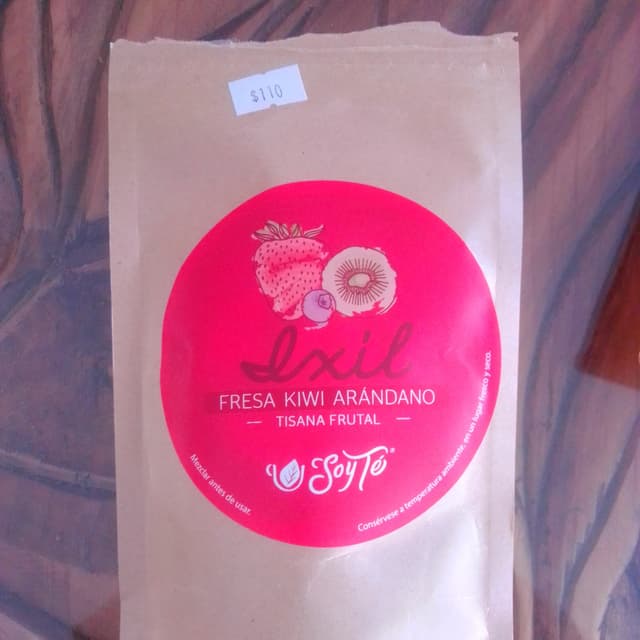 $110
Ixil
FRESA KIWI ARÁNDANO
— TISANA FRUTAL —
SoyTé®
Mezclar antes de usar.
Consérvese a temperatura ambiente, en un lugar fresco y seco.